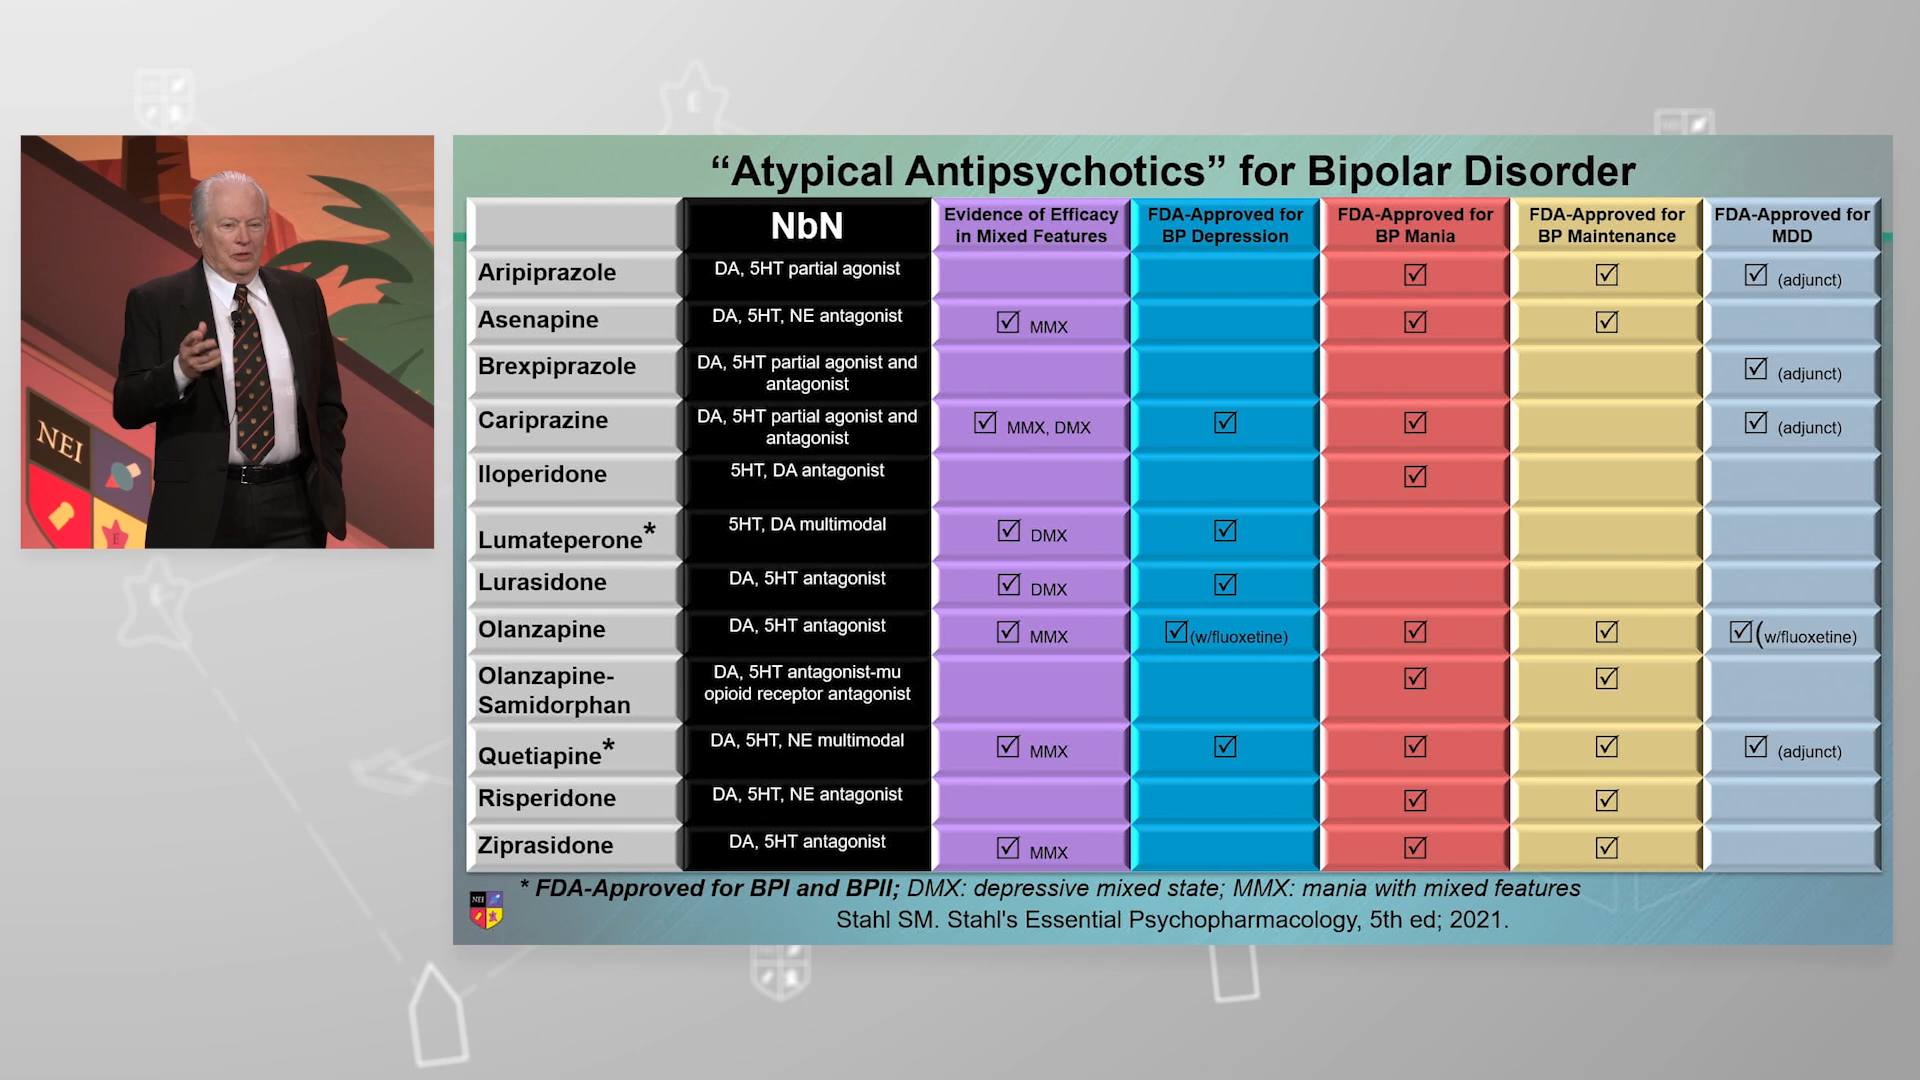 “Atypical Antipsychotics” for Bipolar Disorder
NbN
Evidence of Efficacy
in Mixed Features
FDA-Approved for
BP Depression
FDA-Approved for
BP Mania
FDA-Approved for
BP Maintenance
FDA-Approved for
MDD
Aripiprazole
DA, 5HT partial agonist
☑
☑
☑ (adjunct)
Asenapine
DA, 5HT, NE antagonist
☑ MMX
☑
☑
Brexpiprazole
DA, 5HT partial agonist and
antagonist
☑ (adjunct)
Cariprazine
DA, 5HT partial agonist and
antagonist
☑ MMX, DMX
☑
☑
☑ (adjunct)
Iloperidone
5HT, DA antagonist
☑
Lumateperone*
5HT, DA multimodal
☑ DMX
☑
Lurasidone
DA, 5HT antagonist
☑ DMX
☑
Olanzapine
DA, 5HT antagonist
☑ MMX
☑(w/fluoxetine)
☑
☑
☑(w/fluoxetine)
Olanzapine-
Samidorphan
DA, 5HT antagonist-mu
opioid receptor antagonist
☑
☑
Quetiapine*
DA, 5HT, NE multimodal
☑ MMX
☑
☑
☑
☑ (adjunct)
Risperidone
DA, 5HT, NE antagonist
☑
☑
Ziprasidone
DA, 5HT antagonist
☑ MMX
☑
☑
* FDA-Approved for BPI and BPII; DMX: depressive mixed state; MMX: mania with mixed features
Stahl SM. Stahl's Essential Psychopharmacology, 5th ed; 2021.
NEI
E
NEI